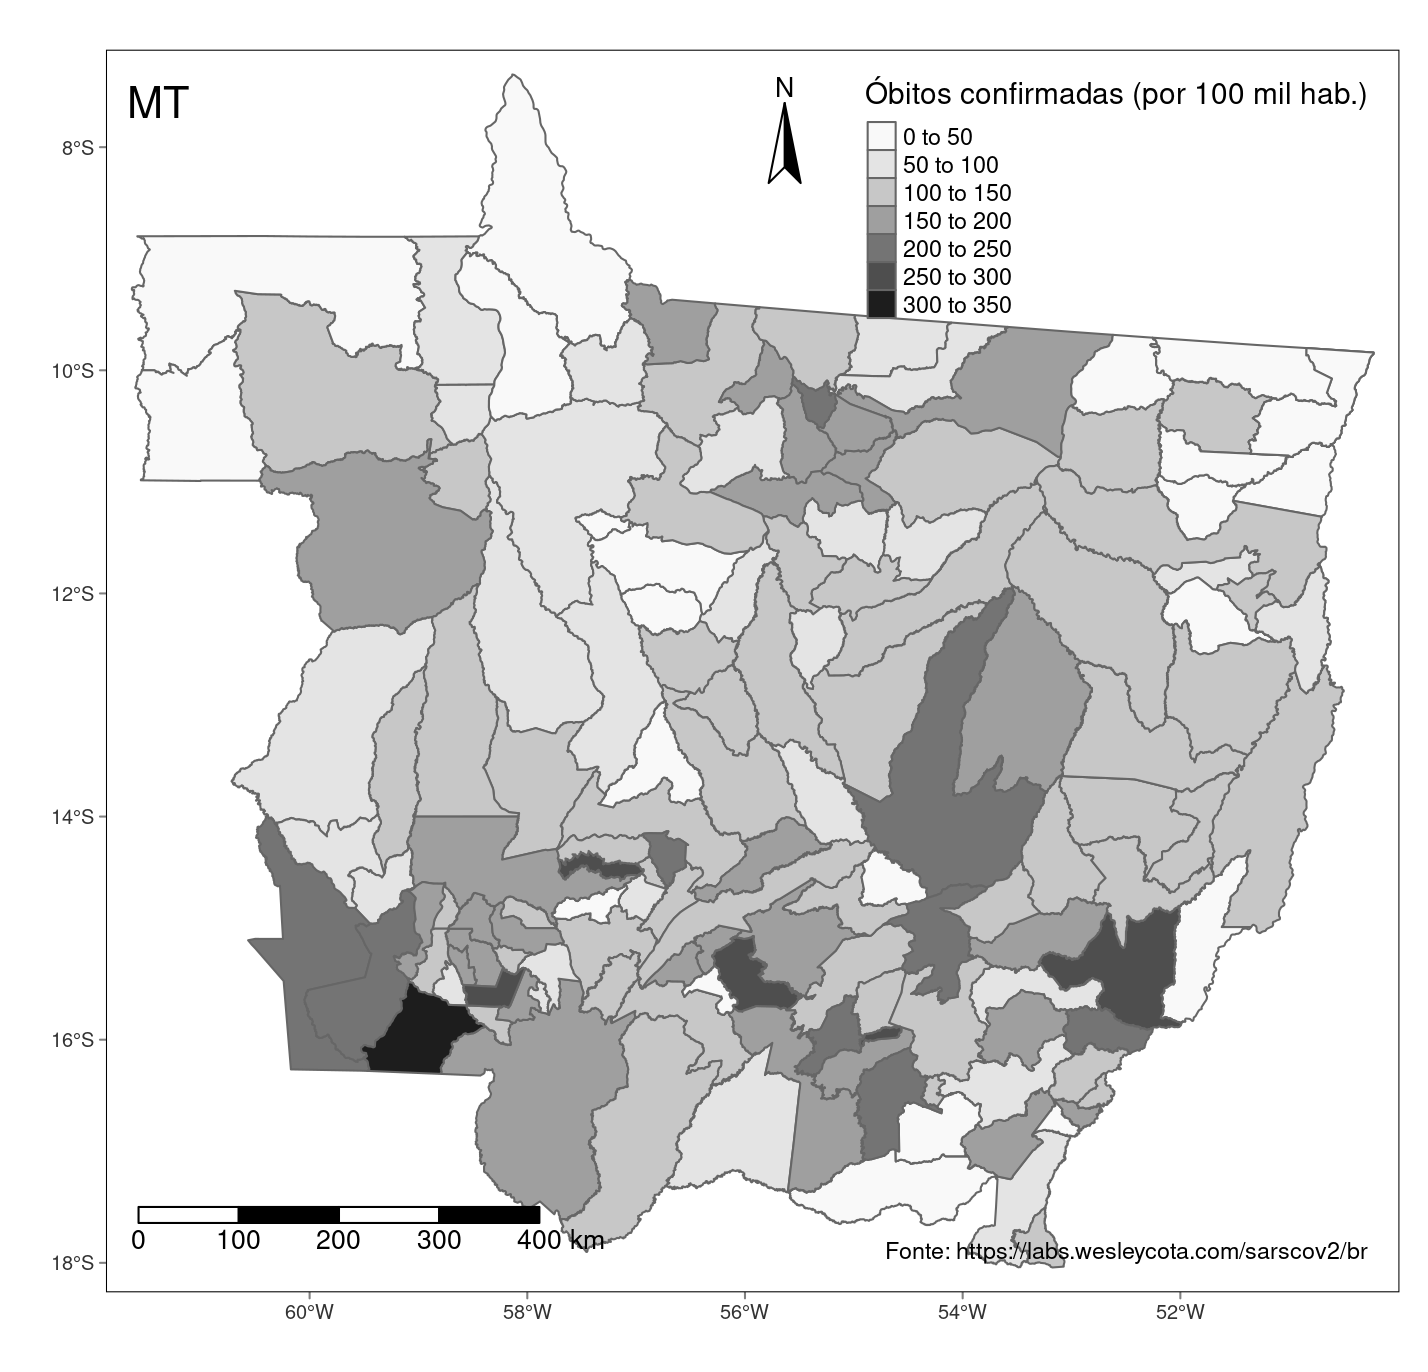 MT
N
Óbitos confirmadas (por 100 mil hab.)
0 to 50
50 to 100
100 to 150
150 to 200
200 to 250
250 to 300
300 to 350
8°S
10°S
12°S
14°S
16°S
18°S
0 100 200 300 400 km
Fonte: https://labs.wesleycota.com/sarscov2/br
60°W 58°W 56°W 54°W 52°W